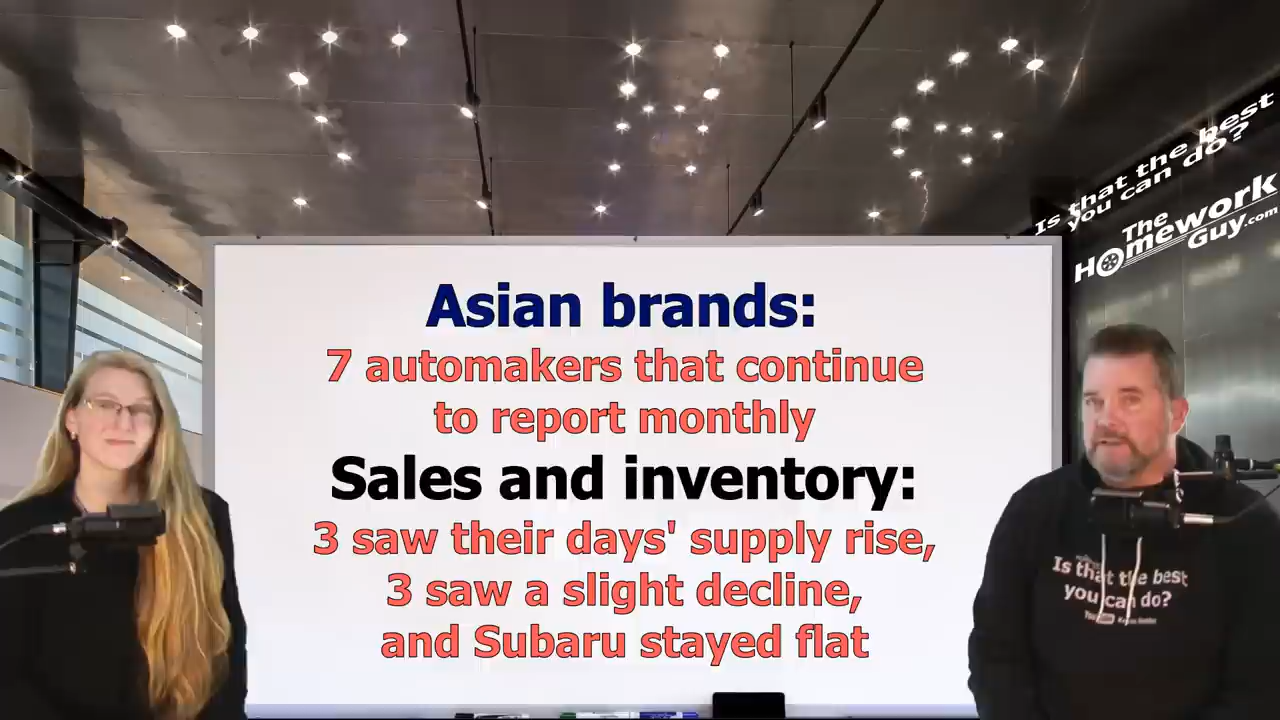 Is that the best
you can do?
The
Homework
Guy.com
Asian brands:
7 automakers that continue
to report monthly
Sales and inventory:
3 saw their days' supply rise,
3 saw a slight decline,
and Subaru stayed flat
Is that the best
you can do?